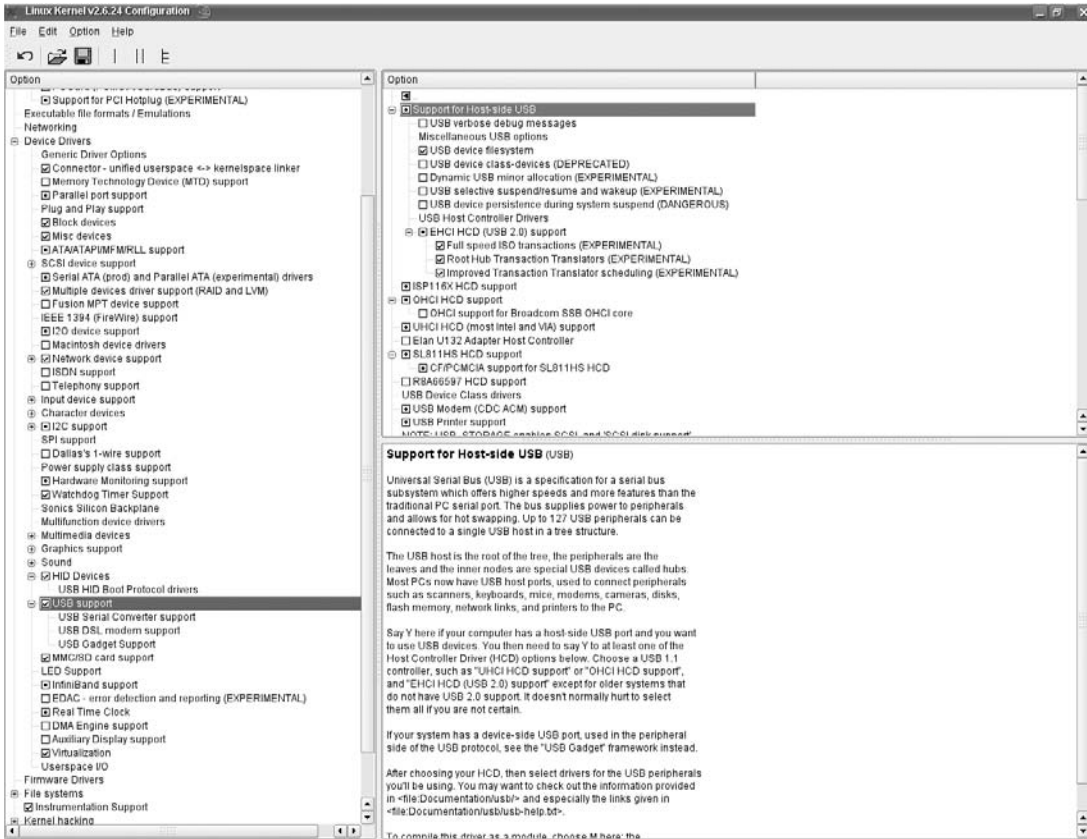 Linux Kernel v2.6.24 Configuration
File Edit Option Help
Option
Support for PCI Hotplug (EXPERIMENTAL)
Executable file formats / Emulations
Networking
Device Drivers
Generic Driver Options
Connector - unified userspace <-> kernelspace linker
Memory Technology Device (MTD) support
Parallel port support
Plug and Play support
Block devices
Misc devices
ATA/ATAPI/MFM/RLL support
SCSI device support
Serial ATA (prod) and Parallel ATA (experimental) drivers
Multiple devices driver support (RAID and LVM)
Fusion MPT device support
IEEE 1394 (FireWire) support
I2O device support
Macintosh device drivers
Network device support
ISDN support
Telephony support
Input device support
Character devices
I2C support
SPI support
Dallas's 1-wire support
Power supply class support
Hardware Monitoring support
Watchdog Timer Support
Sonics Silicon Backplane
Multifunction device drivers
Multimedia devices
Graphics support
Sound
HID Devices
USB HID Boot Protocol drivers
USB support
USB Serial Converter support
USB DSL modem support
USB Gadget Support
MMC/SD card support
LED Support
InfiniBand support
EDAC - error detection and reporting (EXPERIMENTAL)
Real Time Clock
DMA Engine support
Auxiliary Display support
Virtualization
Userspace I/O
Firmware Drivers
File systems
Instrumentation Support
Kernel hacking
Option
Support for Host-side USB
USB verbose debug messages
Miscellaneous USB options
USB device filesystem
USB device class-devices (DEPRECATED)
Dynamic USB minor allocation (EXPERIMENTAL)
USB selective suspend/resume and wakeup (EXPERIMENTAL)
USB device persistence during system suspend (DANGEROUS)
USB Host Controller Drivers
EHCI HCD (USB 2.0) support
Full speed ISO transactions (EXPERIMENTAL)
Root Hub Transaction Translators (EXPERIMENTAL)
Improved Transaction Translator scheduling (EXPERIMENTAL)
ISP116X HCD support
OHCI HCD support
OHCI support for Broadcom SSB OHCI core
UHCI HCD (most Intel and VIA) support
Elan U132 Adapter Host Controller
SL811HS HCD support
CF/PCMCIA support for SL811HS HCD
R8A66597 HCD support
USB Device Class drivers
USB Modem (CDC ACM) support
USB Printer support
NOTE: USB_STORAGE enables SCSI, and 'SCSI disk support'
Support for Host-side USB (USB)
Universal Serial Bus (USB) is a specification for a serial bus
subsystem which offers higher speeds and more features than the
traditional PC serial port. The bus supplies power to peripherals
and allows for hot swapping. Up to 127 USB peripherals can be
connected to a single USB host in a tree structure.
The USB host is the root of the tree, the peripherals are the
leaves and the inner nodes are special USB devices called hubs.
Most PCs now have USB host ports, used to connect peripherals
such as scanners, keyboards, mice, modems, cameras, disks,
flash memory, network links, and printers to the PC.
Say Y here if your computer has a host-side USB port and you want
to use USB devices. You then need to say Y to at least one of the
Host Controller Driver (HCD) options below. Choose a USB 1.1
controller, such as "UHCI HCD support" or "OHCI HCD support",
and "EHCI HCD (USB 2.0) support" except for older systems that
do not have USB 2.0 support. It doesn't normally hurt to select
them all if you are not certain.
If your system has a device-side USB port, used in the peripheral
side of the USB protocol, see the "USB Gadget" framework instead.
After choosing your HCD, then select drivers for the USB peripherals
you'll be using. You may want to check out the information provided
in <file:Documentation/usb/> and especially the links given in
<file:Documentation/usb/usb-help.txt>.
To compile this driver as a module, choose M here: the